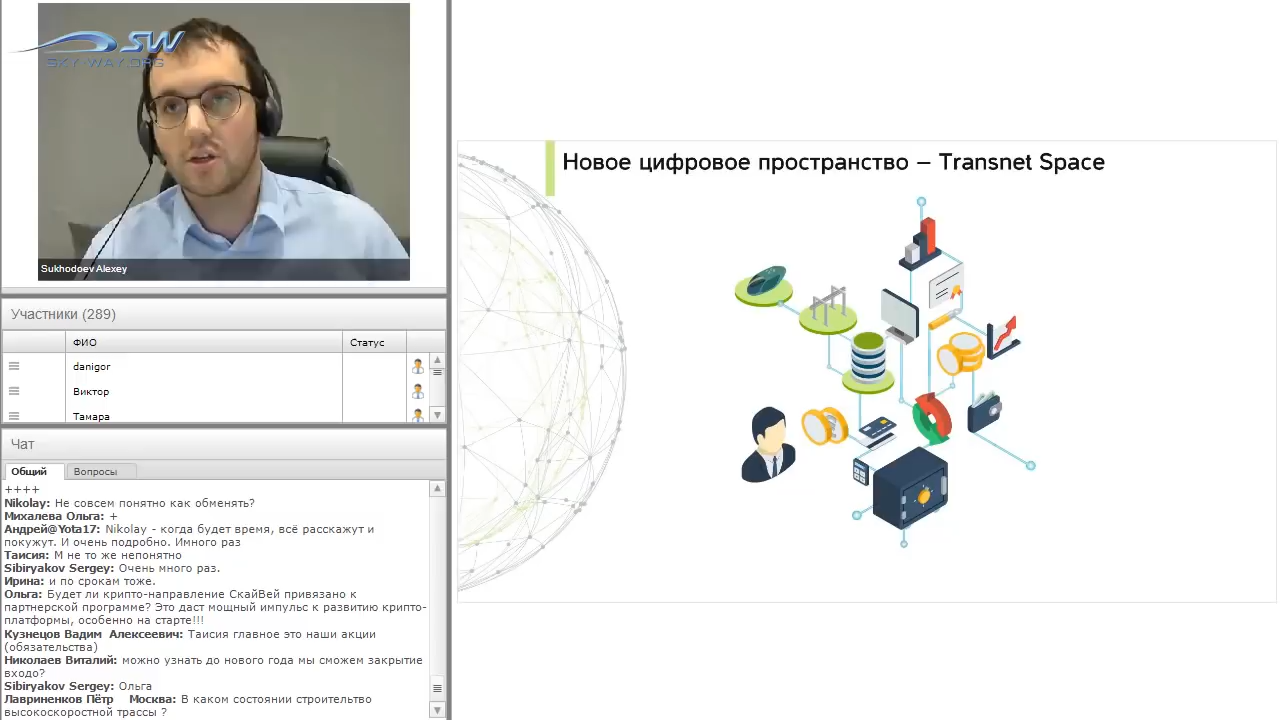 SW
SKY-WAY.ORG
Sukhodoev Alexey
Новое цифровое пространство – Transnet Space
Участники (289)
ФИО
Статус
danigor
Виктор
Тамара
Чат
Общий
Вопросы
++++
Nikolay: Не совсем понятно как обменять?
Михалева Ольга: +
Андрей@Yota17: Nikolay - когда будет время, всё расскажут и
покужут. И очень подробно. Имного раз
Таисия: М не то же непонятно
Sibiryakov Sergey: Очень много раз.
Ирина: и по срокам тоже.
Ольга: Будет ли крипто-направление СкайВей привязано к
партнерской программе? Это даст мощный импульс к развитию крипто-
платформы, особенно на старте!!!
Кузнецов Вадим Алексеевич: Таисия главное это наши акции
(обязательства)
Николаев Виталий: можно узнать до нового года мы сможем закрытие
входо?
Sibiryakov Sergey: Ольга
Лавриненков Пётр Москва: В каком состоянии строительтво
высокоскоростной трассы ?